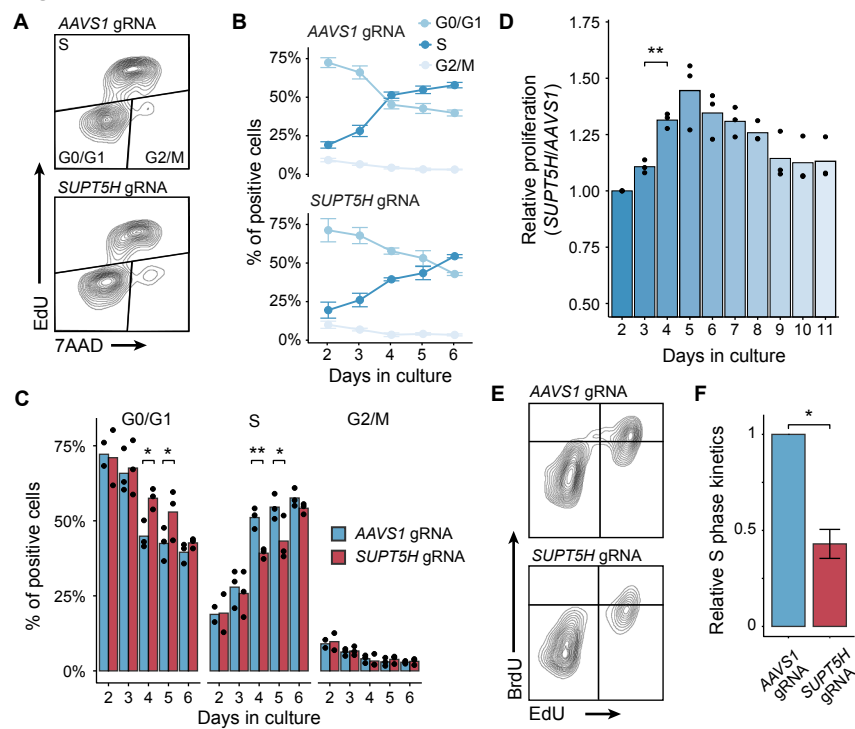 A
AAVS1 gRNA
S
G0/G1
G2/M
SUPT5H gRNA
EdU
7AAD
B
AAVS1 gRNA
G0/G1
S
G2/M
75%
50%
25%
0%
SUPT5H gRNA
75%
50%
25%
0%
% of positive cells
2 3 4 5 6
Days in culture
D
Relative proliferation
(SUPT5H/AAVS1)
1.75
1.50
1.25
1.00
0.75
0.50
**
2 3 4 5 6 7 8 9 10 11
Days in culture
C
G0/G1
S
G2/M
% of positive cells
75%
50%
25%
0%
* *
** *
AAVS1 gRNA
SUPT5H gRNA
2 3 4 5 6 2 3 4 5 6 2 3 4 5 6
Days in culture
E
AAVS1 gRNA
SUPT5H gRNA
BrdU
EdU
F
Relative S phase kinetics
*
1
0.5
0
AAVS1
gRNA
SUPT5H
gRNA